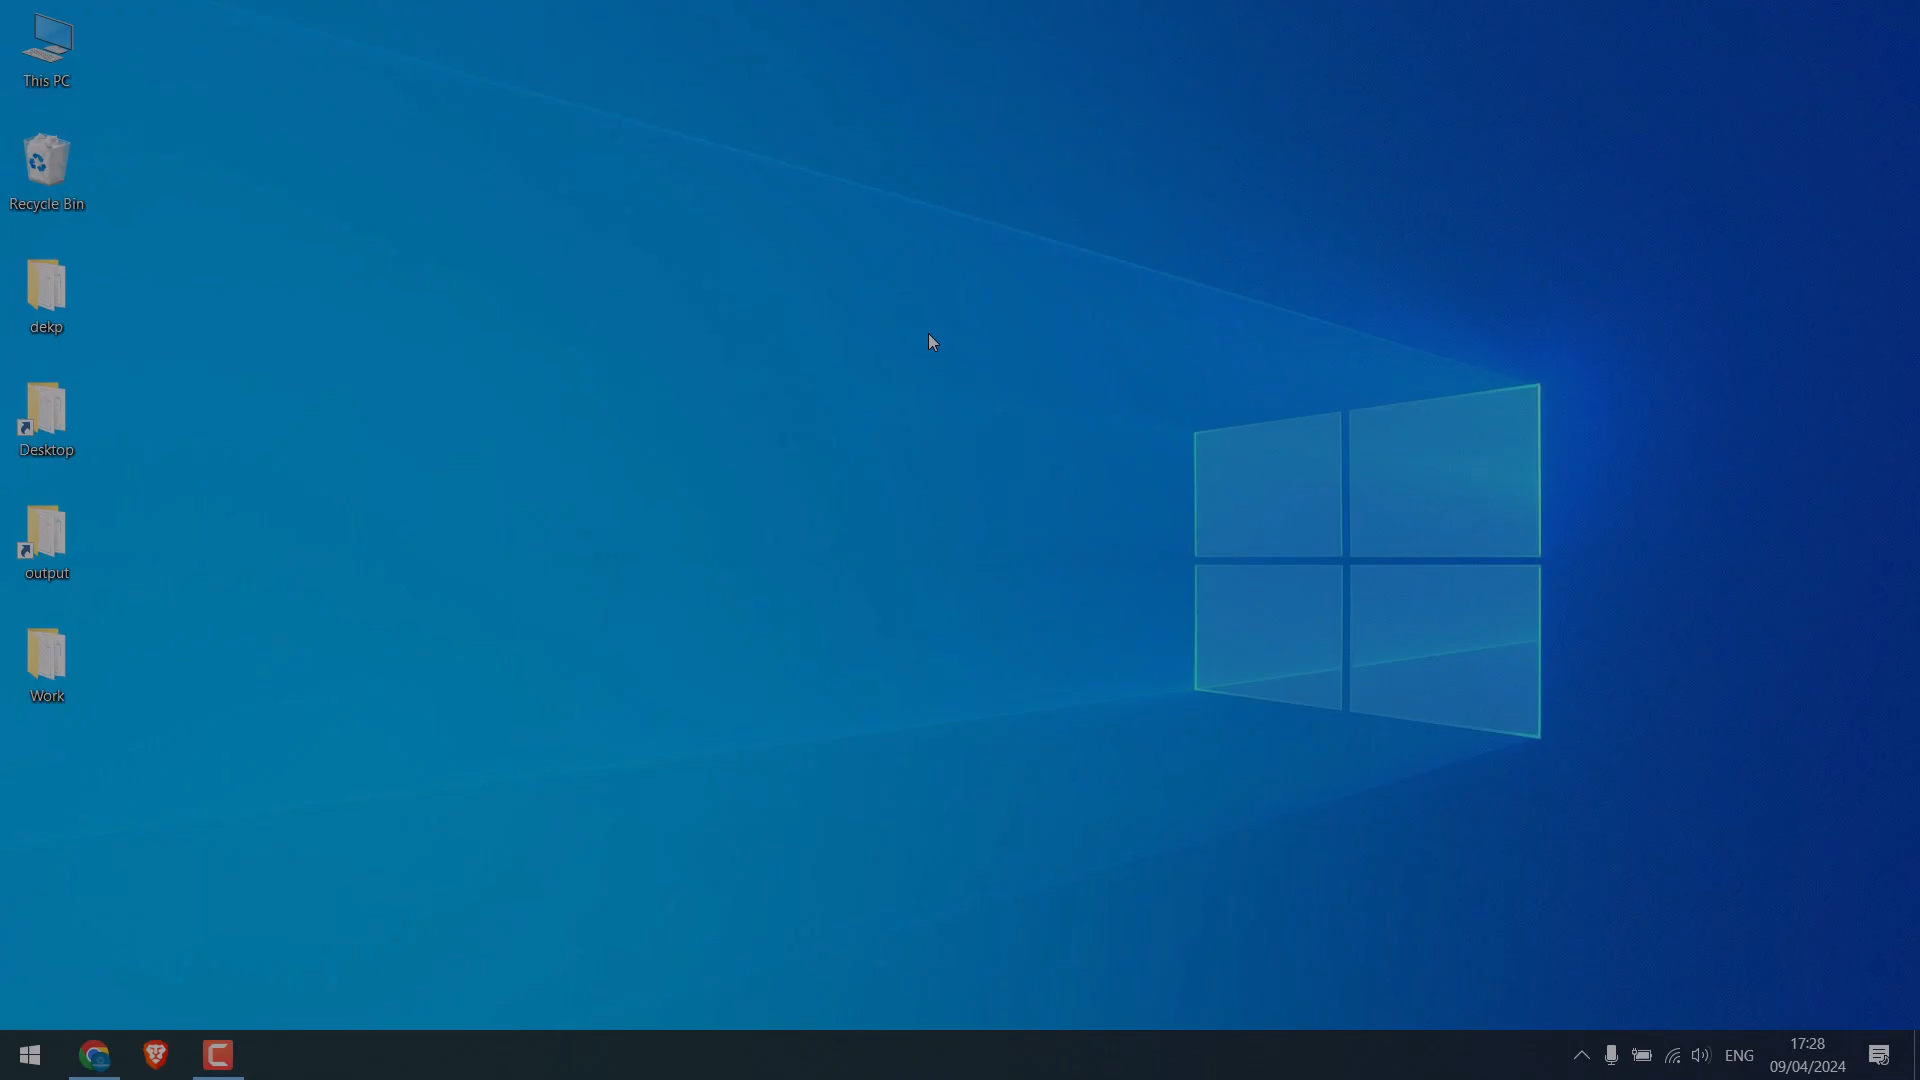 This PC
Recycle Bin
dekp
Desktop
output
Work
ENG
17:28
09/04/2024